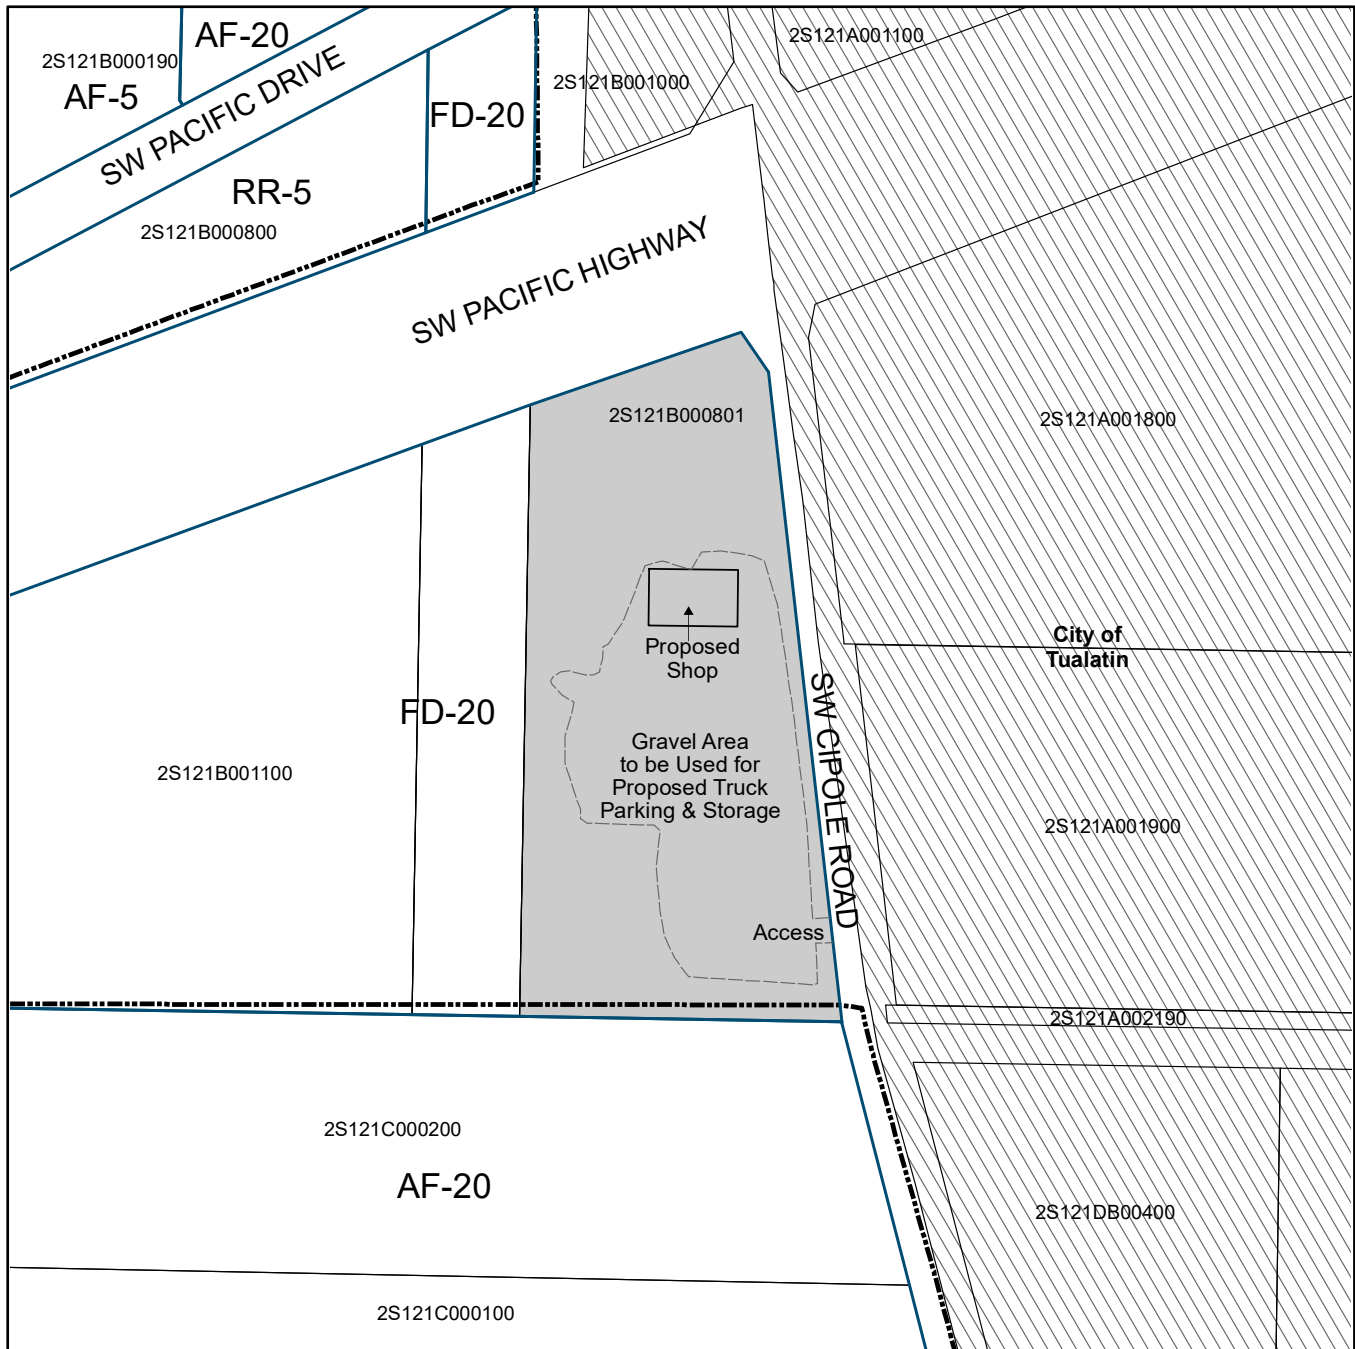 AF-20
2S121A001100
2S121B000190
2S121B001000
AF-5
SW PACIFIC DRIVE
FD-20
RR-5
2S121B000800
SW PACIFIC HIGHWAY
2S121B000801
2S121A001800
Proposed
Shop
City of
Tualatin
FD-20
SW CIPOLE ROAD
Gravel Area
to be Used for
Proposed Truck
Parking & Storage
2S121B001100
2S121A001900
Access
2S121A002190
2S121C000200
AF-20
2S121DB00400
2S121C000100